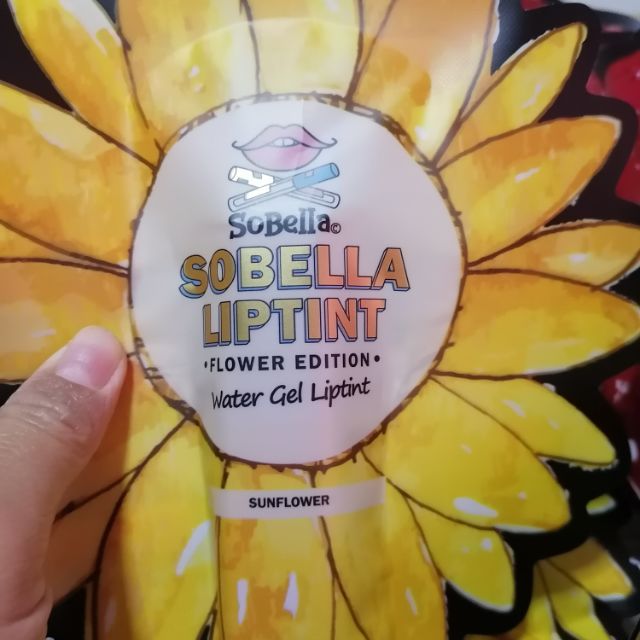 SoBella©
SOBELLA
LIPTINT
•FLOWER EDITION•
Water Gel Liptint
SUNFLOWER